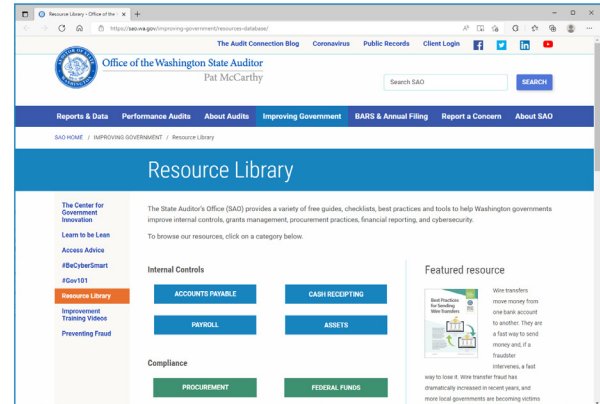 Resource Library - Office of the
https://sao.wa.gov/improving-government/resources-database/
The Audit Connection Blog Coronavirus Public Records Client Login
Office of the Washington State Auditor
Pat McCarthy
Search SAO
SEARCH
Reports & Data Performance Audits About Audits Improving Government BARS & Annual Filing Report a Concern About SAO
SAO HOME / IMPROVING GOVERNMENT / Resource Library
Resource Library
The Center for
Government
Innovation
Learn to be Lean
Access Advice
#BeCyberSmart
#Gov101
Resource Library
Improvement
Training Videos
Preventing Fraud
The State Auditor's Office (SAO) provides a variety of free guides, checklists, best practices and tools to help Washington governments
improve internal controls, grants management, procurement practices, financial reporting, and cybersecurity.
To browse our resources, click on a category below.
Internal Controls
ACCOUNTS PAYABLE CASH RECEIPTING
PAYROLL ASSETS
Compliance
PROCUREMENT FEDERAL FUNDS
Featured resource
Best Practices
for Sending
Wire Transfers
Wire transfers
move money from
one bank account
to another. They are
a fast way to send
money and, if a
fraudster
intervenes, a fast
way to lose it. Wire transfer fraud has
dramatically increased in recent years, and
more local governments are becoming victims